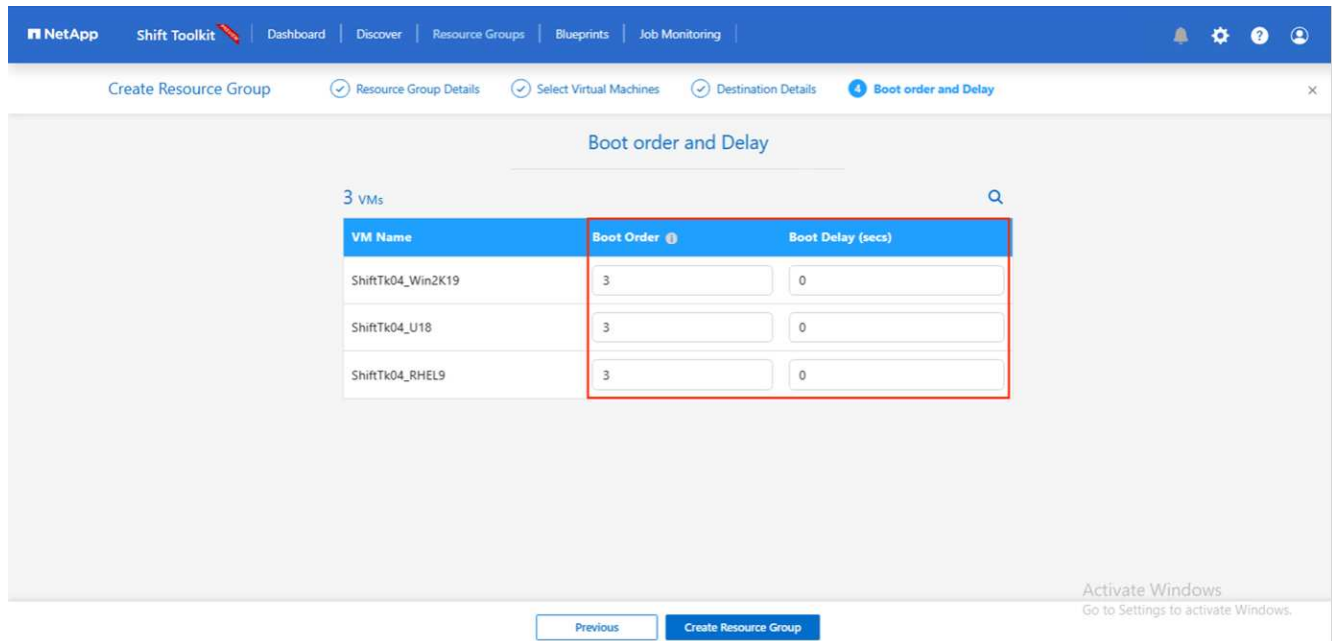 NetApp Shift Toolkit Dashboard Discover Resource Groups Blueprints Job Monitoring
Create Resource Group Resource Group Details Select Virtual Machines Destination Details 4 Boot order and Delay
Boot order and Delay
3 VMs
VM Name Boot Order Boot Delay (secs)
ShiftTk04_Win2K19 3 0
ShiftTk04_U18 3 0
ShiftTk04_RHEL9 3 0
Activate Windows
Go to Settings to activate Windows.
Previous Create Resource Group